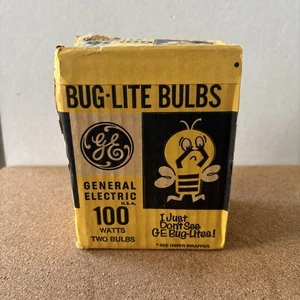 BUG·LITE BULBS
GE
GENERAL
ELECTRIC
U.S.A.
100
WATTS
TWO BULBS
I Just
Don't See
G-E Bug-Lites!
*SEE INNER WRAPPER